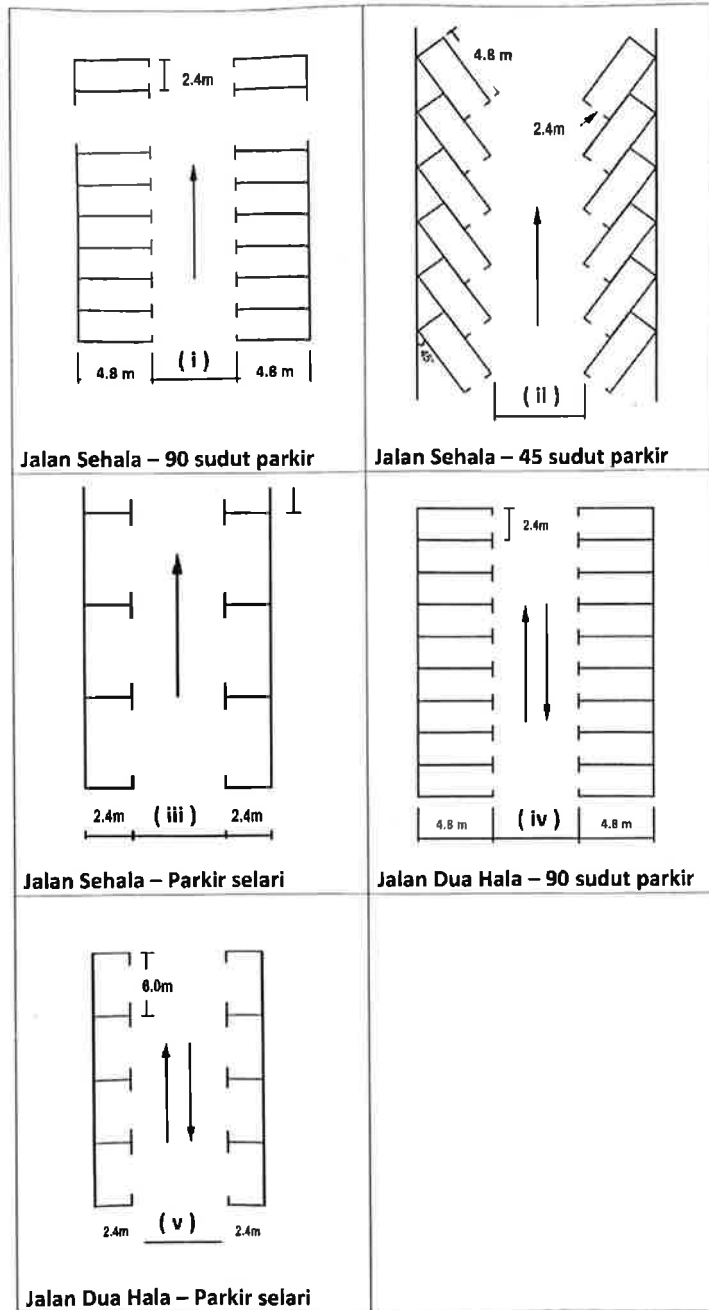 2.4m
4.8 m
( i )
4.8 m
Jalan Sehala – 90 sudut parkir
4.8 m
2.4m
45°
( ii )
Jalan Sehala – 45 sudut parkir
2.4m
( iii )
2.4m
Jalan Sehala – Parkir selari
2.4m
4.8 m
( iv )
4.8 m
Jalan Dua Hala – 90 sudut parkir
6.0m
2.4m
( v )
2.4m
Jalan Dua Hala – Parkir selari